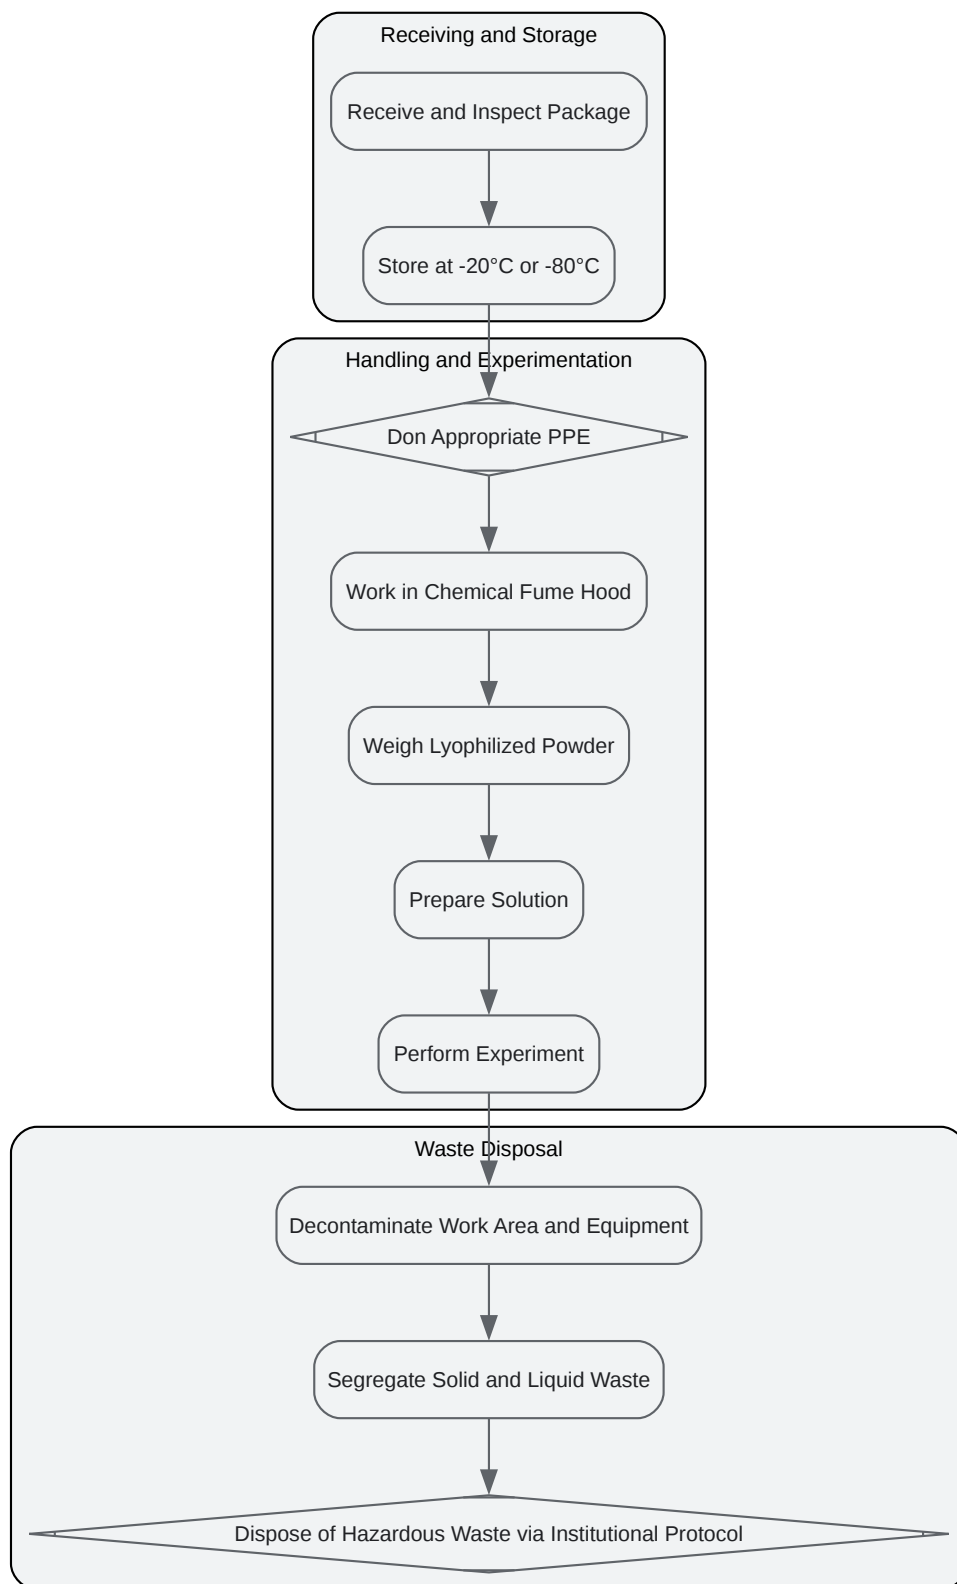 Receiving and Storage
Receive and Inspect Package
Store at -20°C or -80°C
Handling and Experimentation
Don Appropriate PPE
Work in Chemical Fume Hood
Weigh Lyophilized Powder
Prepare Solution
Perform Experiment
Waste Disposal
Decontaminate Work Area and Equipment
Segregate Solid and Liquid Waste
Dispose of Hazardous Waste via Institutional Protocol